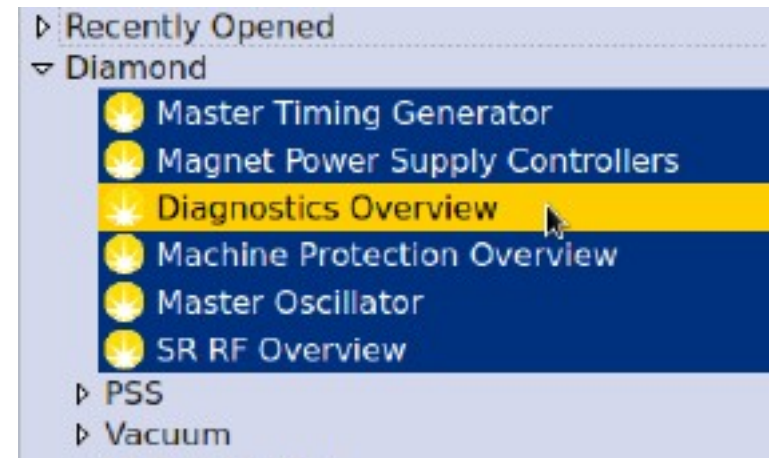 Recently Opened
Diamond
Master Timing Generator
Magnet Power Supply Controllers
Diagnostics Overview
Machine Protection Overview
Master Oscillator
SR RF Overview
PSS
Vacuum